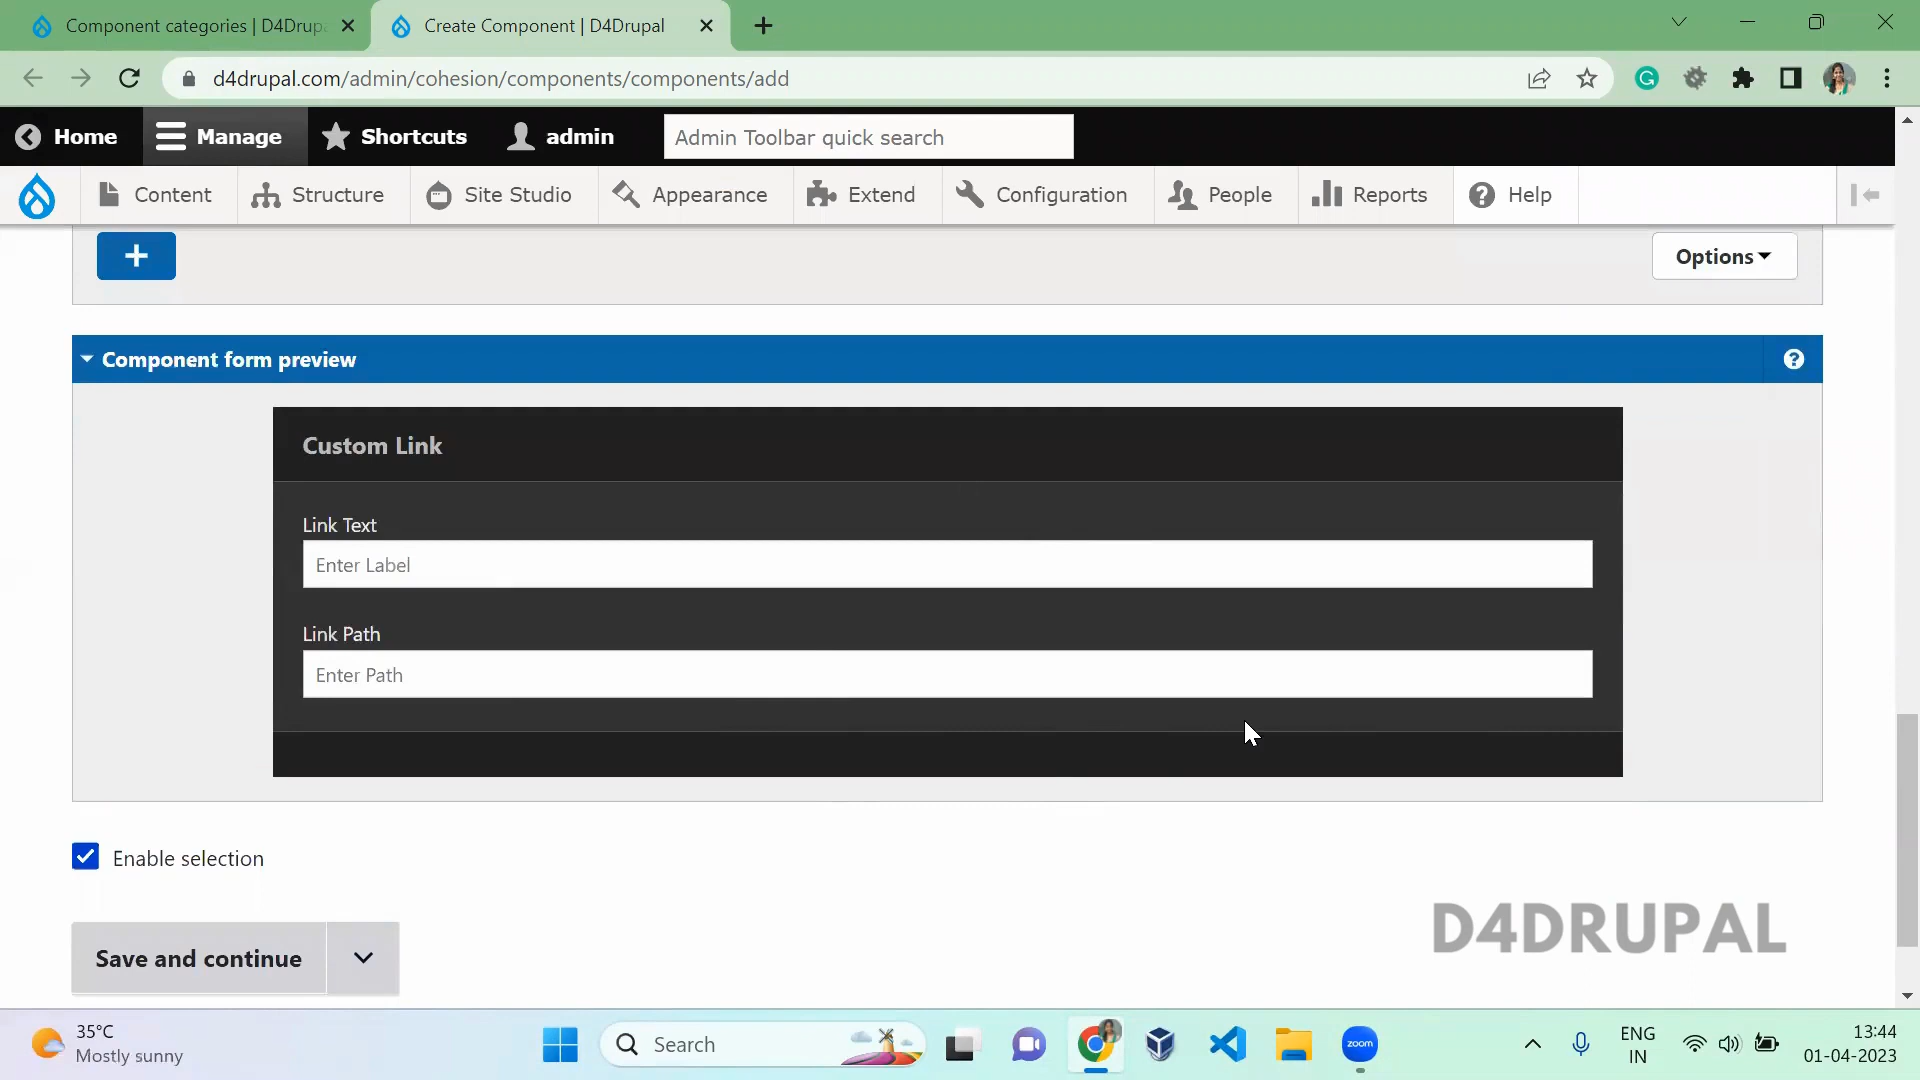 Component categories | D4Drupa
Create Component | D4Drupal
d4drupal.com/admin/cohesion/components/components/add
Home
Manage
Shortcuts
admin
Admin Toolbar quick search
Content
Structure
Site Studio
Appearance
Extend
Configuration
People
Reports
Help
Options
Component form preview
Custom Link
Link Text
Enter Label
Link Path
Enter Path
Enable selection
D4DRUPAL
Save and continue
35°C
Mostly sunny
Search
zoom
ENG
IN
13:44
01-04-2023